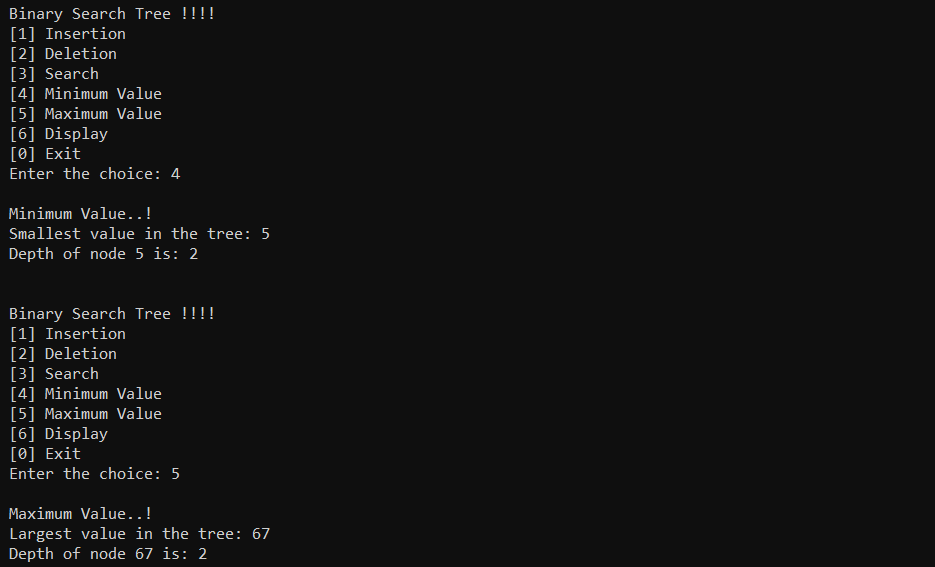 Binary Search Tree !!!!
[1] Insertion
[2] Deletion
[3] Search
[4] Minimum Value
[5] Maximum Value
[6] Display
[0] Exit
Enter the choice: 4
Minimum Value..!
Smallest value in the tree: 5
Depth of node 5 is: 2
Binary Search Tree !!!!
[1] Insertion
[2] Deletion
[3] Search
[4] Minimum Value
[5] Maximum Value
[6] Display
[0] Exit
Enter the choice: 5
Maximum Value..!
Largest value in the tree: 67
Depth of node 67 is: 2